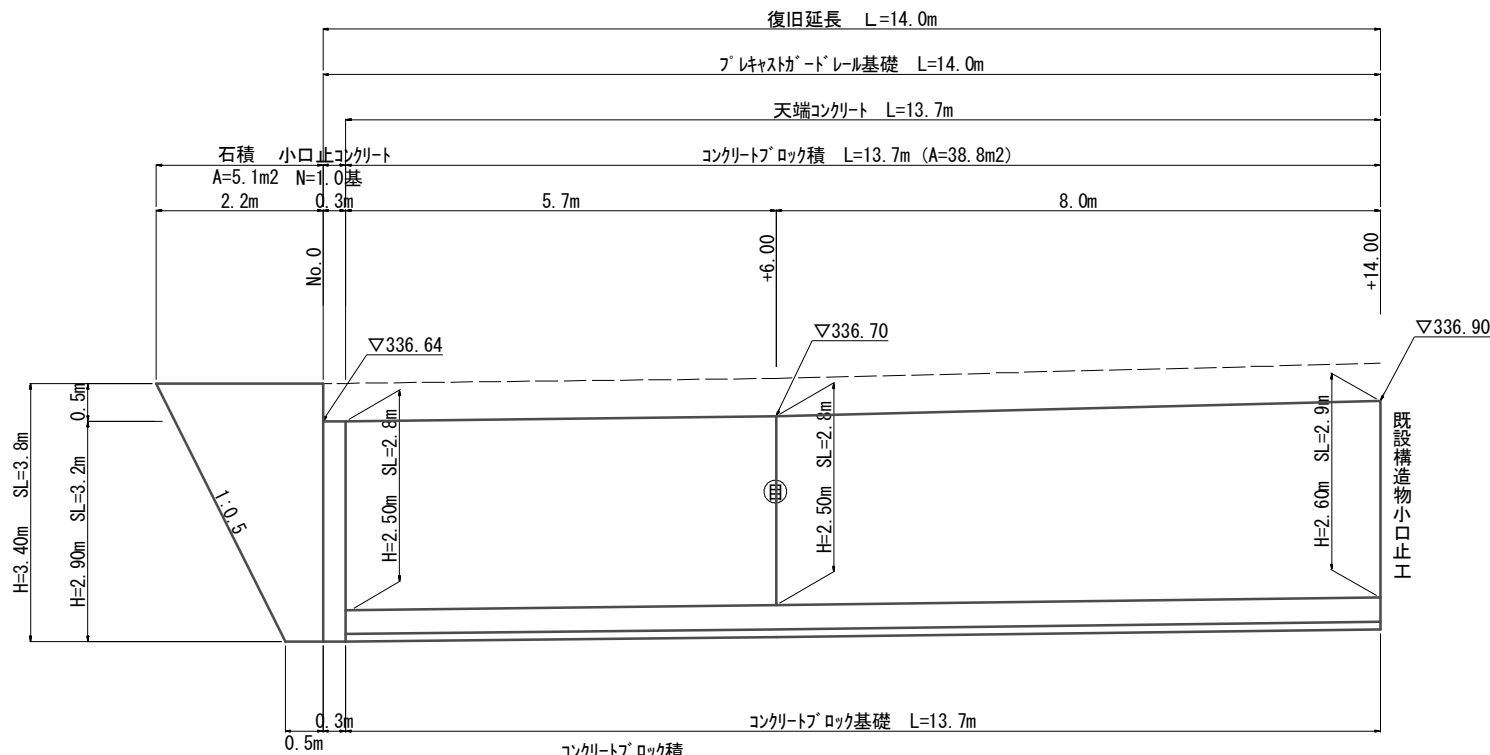 復旧延長　L=14.0m
プレキャストガードレール基礎　L=14.0m
天端コンクリート　L=13.7m
石積　小口止コンクリート
コンクリートブロック積　L=13.7m (A=38.8m2)
A=5.1m2　N=1.0基
2.2m　0.3m　5.7m　8.0m
No.0
+6.00
+14.00
▽336.64
▽336.70
▽336.90
H=3.40m　SL=3.8m
0.5m
H=2.90m　SL=3.2m
1:0.5
H=2.50m　SL=2.8m
H=2.50m　SL=2.8m
H=2.60m　SL=2.9m
既設構造物小口止工
0.3m
コンクリートブロック基礎　L=13.7m
0.5m
コンクリートブロック積